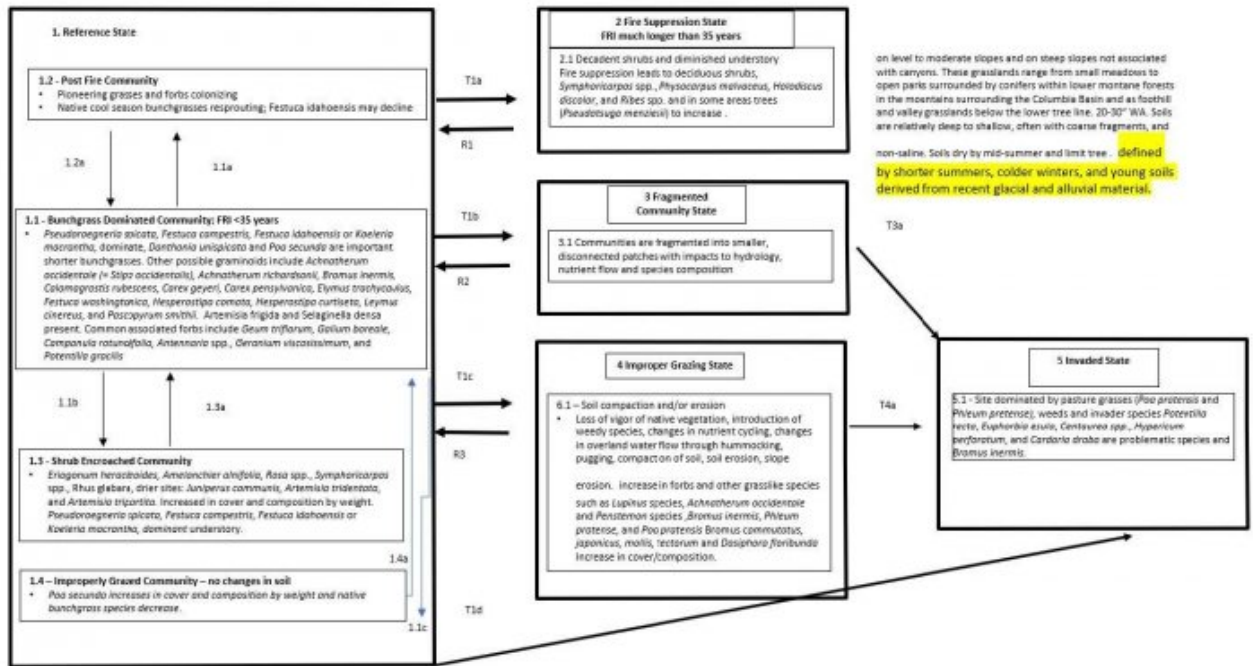 1. Reference State
1.2 - Post Fire Community
• Pioneering grasses and forbs colonizing
• Native cool season bunchgrasses resprouting; Festuca idahoensis may decline
1.2a
1.1a
1.1 - Bunchgrass Dominated Community; FRI <35 years
• Pseudoroegneria spicata, Festuca campestris, Festuca idahoensis or Koeleria
macrantha, dominate, Danthonia unispicata and Poa secunda are important
shorter bunchgrasses. Other possible graminoids include Achnatherum
occidentale (= Stipa occidentalis), Achnatherum richardsonii, Bromus inermis,
Calamagrostis rubescens, Carex geyeri, Carex pensylvanica, Elymus trachycaulus,
Festuca washingtonica, Hesperostipa comata, Hesperostipa curtiseta, Leymus
cinereus, and Pascopyrum smithii. Artemisia frigida and Selaginella densa
present. Common associated forbs include Geum triflorum, Galium boreale,
Campanula rotundifolia, Antennaria spp., Geranium viscosissimum, and
Potentilla gracilis
1.1b
1.3a
1.3 - Shrub Encroached Community
• Eriogonum heracleoides, Amelanchier alnifolia, Rosa spp., Symphoricarpos
spp., Rhus glabara, drier sites: Juniperus communis, Artemisia tridentata,
and Artemisia tripartita. Increased in cover and composition by weight.
Pseudoroegneria spicata, Festuca campestris, Festuca idahoensis or
Koeleria macrantha, dominant understory.
1.4a
1.4 – Improperly Grazed Community – no changes in soil
• Poa secunda increases in cover and composition by weight and native
bunchgrass species decrease.
1.1c
T1a
R1
T1b
R2
T1c
R3
T1d
2 Fire Suppression State
FRI much longer than 35 years
2.1 Decadent shrubs and diminished understory
Fire suppression leads to deciduous shrubs,
Symphoricarpos spp., Physocarpus malvaceus, Holodiscus
discolor, and Ribes spp. and in some areas trees
(Pseudotsuga menziesii) to increase .
3 Fragmented
Community State
3.1 Communities are fragmented into smaller,
disconnected patches with impacts to hydrology,
nutrient flow and species composition
4 Improper Grazing State
6.1 – Soil compaction and/or erosion
• Loss of vigor of native vegetation, introduction of
weedy species, changes in nutrient cycling, changes
in overland water flow through hummocking,
pugging, compaction of soil, soil erosion, slope
erosion. increase in forbs and other grasslike species
such as Lupinus species, Achnatherum occidentale
and Penstemon species ,Bromus inermis, Phleum
pratense, and Poa pratensis Bromus commutatus,
japonicus, mollis, tectorum and Dasiphora floribunda
Increase in cover/composition.
on level to moderate slopes and on steep slopes not associated
with canyons. These grasslands range from small meadows to
open parks surrounded by conifers within lower montane forests
in the mountains surrounding the Columbia Basin and as foothill
and valley grasslands below the lower tree line. 20-30" WA. Soils
are relatively deep to shallow, often with coarse fragments, and
non-saline. Soils dry by mid-summer and limit tree . defined
by shorter summers, colder winters, and young soils
derived from recent glacial and alluvial material.
T3a
T4a
5 Invaded State
5.1 - Site dominated by pasture grasses (Poa pratensis and
Phleum pretense), weeds and invader species Potentilla
recta, Euphorbia esula, Centaurea spp., Hypericum
perforatum, and Cardaria draba are problematic species and
Bromus inermis.